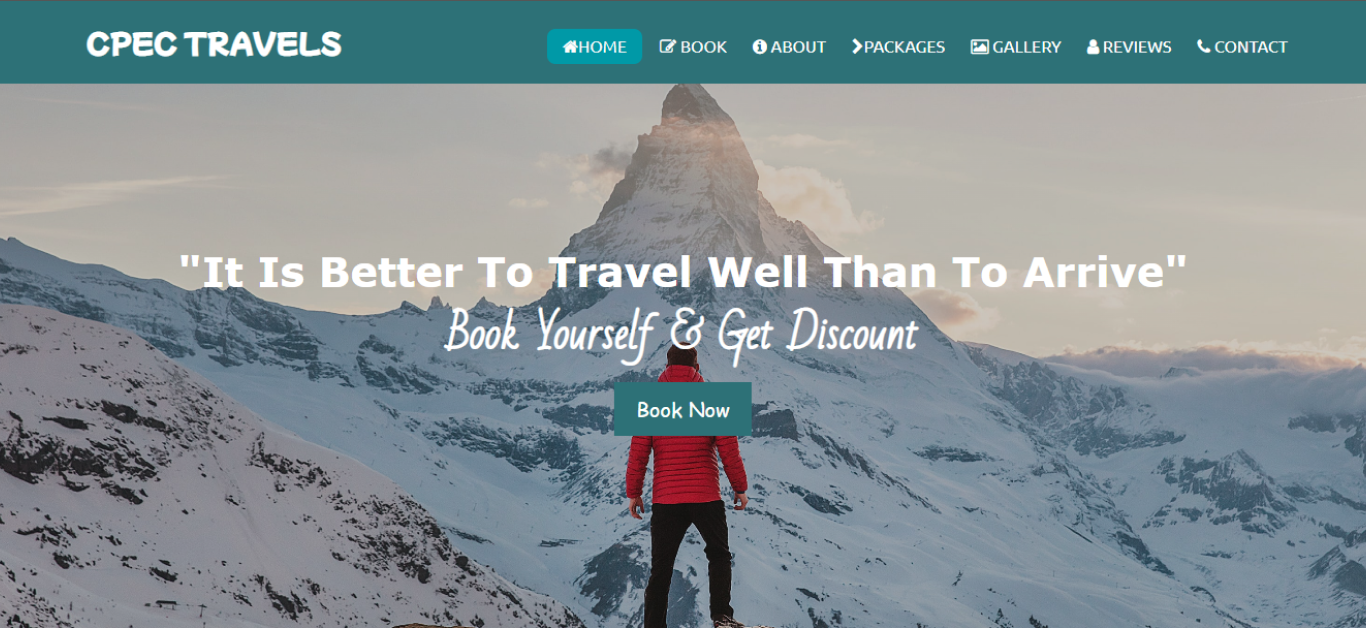 CPEC TRAVELS
HOME BOOK ABOUT PACKAGES GALLERY REVIEWS CONTACT
"It Is Better To Travel Well Than To Arrive"
Book Yourself & Get Discount
Book Now